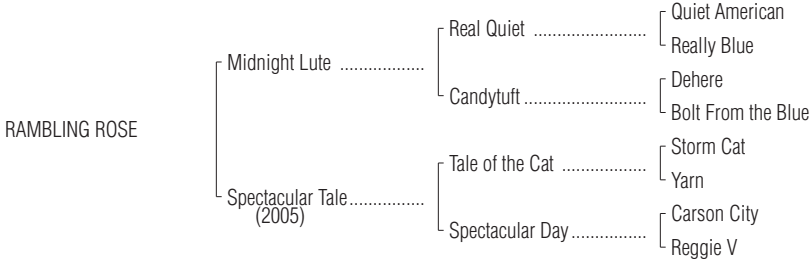 Quiet American
Real Quiet ........................
Really Blue
Midnight Lute ..................
Dehere
Candytuft ..........................
Bolt From the Blue
RAMBLING ROSE
Storm Cat
Tale of the Cat ..................
Yarn
Spectacular Tale................
(2005)
Carson City
Spectacular Day................
Reggie V